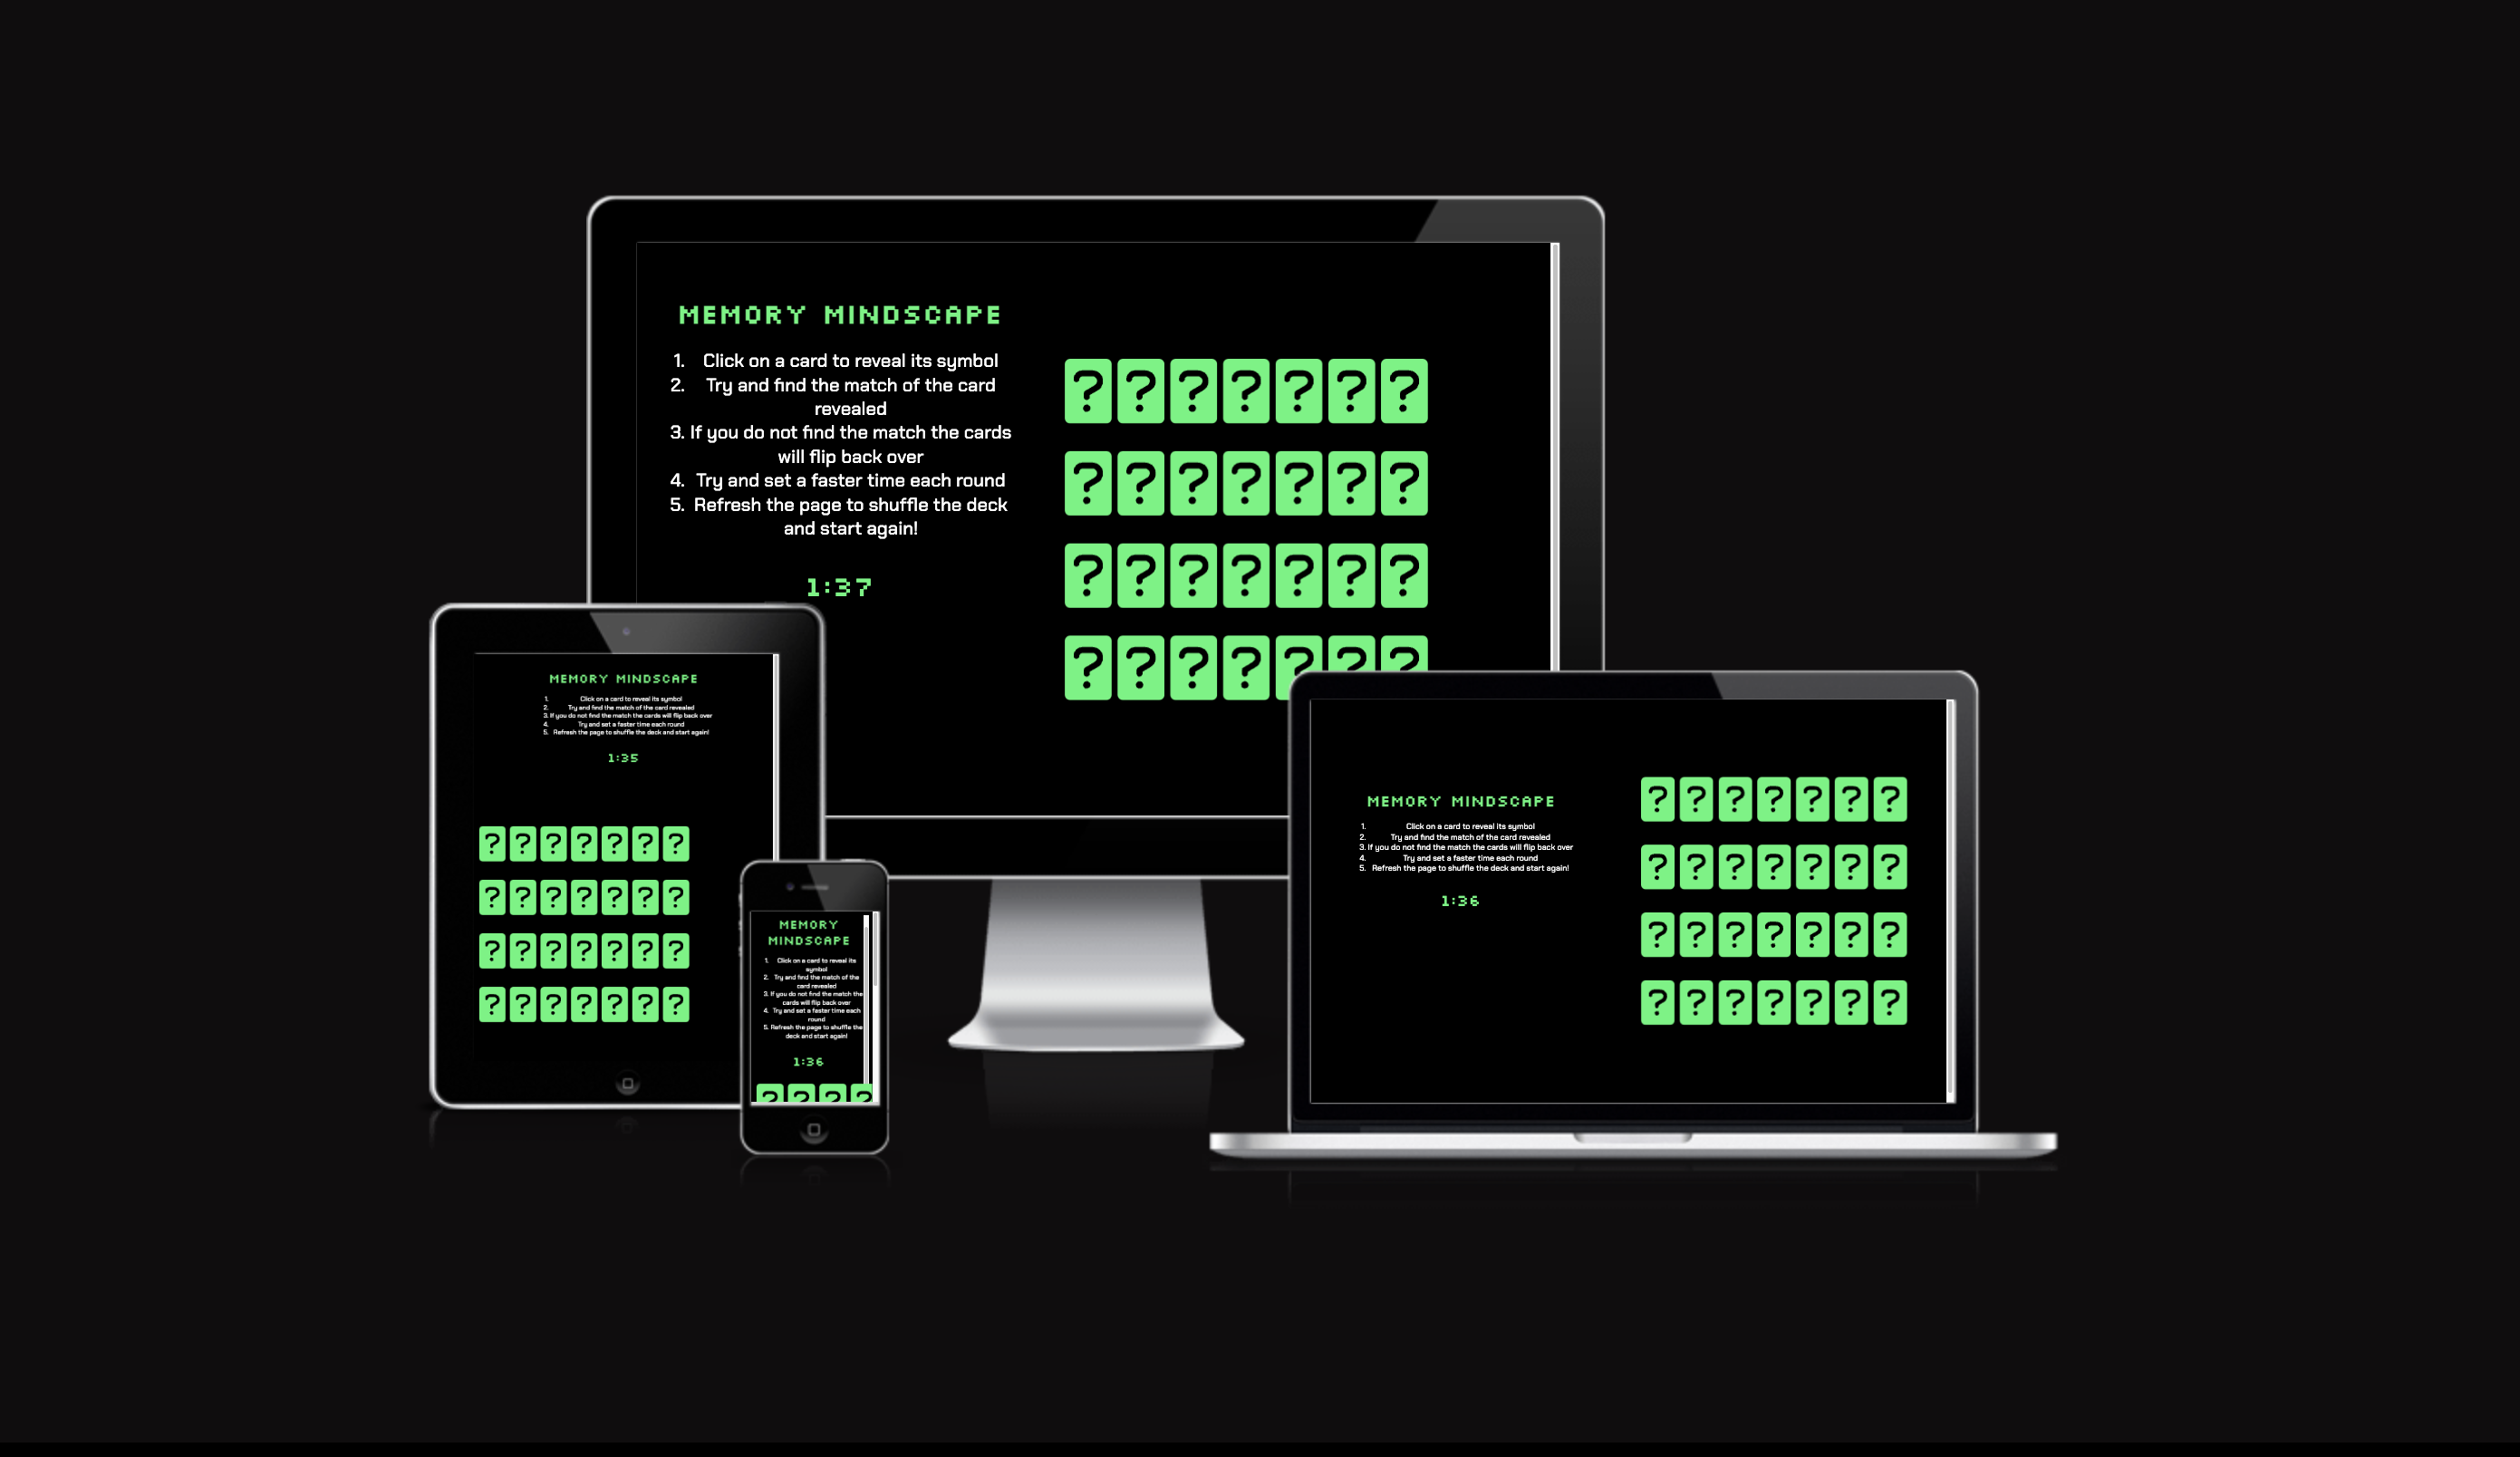 MEMORY MINDSCAPE
1. Click on a card to reveal its symbol
2. Try and find the match of the card
revealed
3. If you do not find the match the cards
will flip back over
4. Try and set a faster time each round
5. Refresh the page to shuffle the deck
and start again!
1:37
? ? ? ? ? ? ?
? ? ? ? ? ? ?
? ? ? ? ? ? ?
? ? ? ? ? ? ?
MEMORY MINDSCAPE
1. Click on a card to reveal its symbol
2. Try and find the match of the card revealed
3. If you do not find the match the cards will flip back over
4. Try and set a faster time each round
5. Refresh the page to shuffle the deck and start again!
1:35
? ? ? ? ? ? ?
? ? ? ? ? ? ?
? ? ? ? ? ? ?
? ? ? ? ? ? ?
MEMORY
MINDSCAPE
1. Click on a card to reveal its
symbol
2. Try and find the match of the
card revealed
3. If you do not find the match the
cards will flip back over
4. Try and set a faster time each
round
5. Refresh the page to shuffle the
deck and start again!
1:36
? ? ? ?
MEMORY MINDSCAPE
1. Click on a card to reveal its symbol
2. Try and find the match of the card revealed
3. If you do not find the match the cards will flip back over
4. Try and set a faster time each round
5. Refresh the page to shuffle the deck and start again!
1:36
? ? ? ? ? ? ?
? ? ? ? ? ? ?
? ? ? ? ? ? ?
? ? ? ? ? ? ?